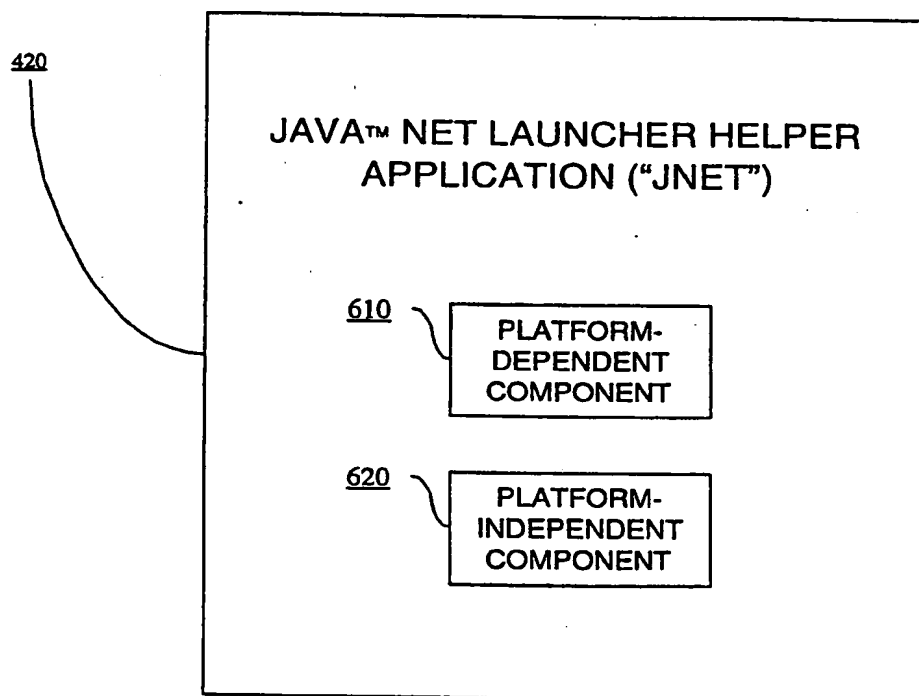 420
JAVA™ NET LAUNCHER HELPER
APPLICATION ("JNET")
610
PLATFORM-
DEPENDENT
COMPONENT
620
PLATFORM-
INDEPENDENT
COMPONENT